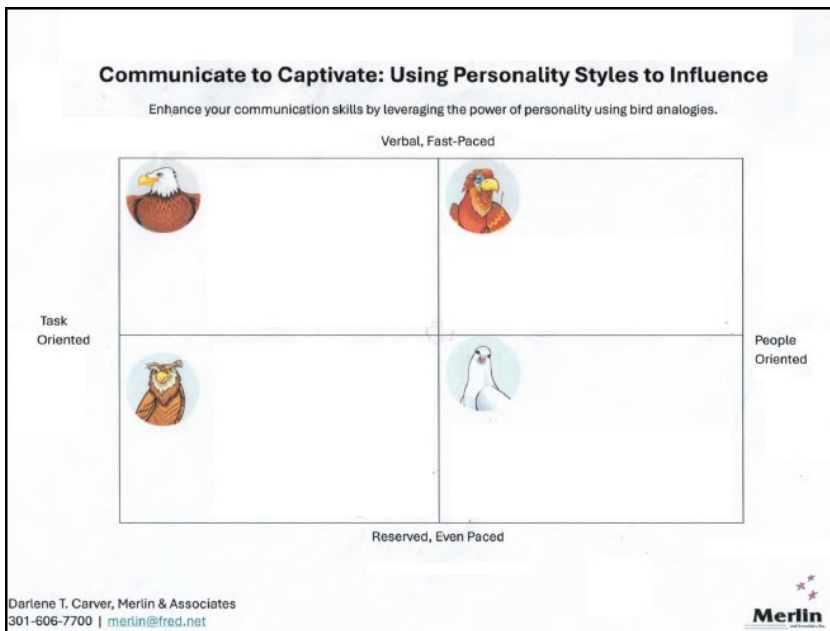 Communicate to Captivate: Using Personality Styles to Influence
Enhance your communication skills by leveraging the power of personality using bird analogies.
Verbal, Fast-Paced
Task
Oriented
People
Oriented
Reserved, Even Paced
Darlene T. Carver, Merlin & Associates
301-606-7700 | merlin@fred.net
Merlin